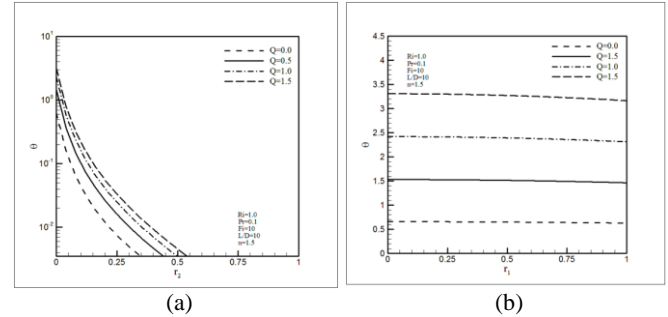 10¹
10⁰
10⁻¹
10⁻²
θ
Q=0.0
Q=0.5
Q=1.0
Q=1.5
Ri=1.0
Pr=0.1
Fi=10
L/D=10
n=1.5
0 0.25 0.5 0.75 1
r₂
(a)
4.5
4
3.5
3
2.5
2
1.5
1
0.5
0
θ
Ri=1.0
Pr=0.1
Fi=10
L/D=10
n=1.5
Q=0.0
Q=1.5
Q=1.0
Q=1.5
0 0.25 0.5 0.75 1
r₁
(b)